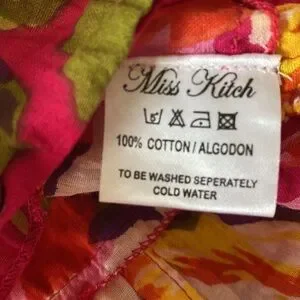 Miss Kitch
100% COTTON / ALGODON
TO BE WASHED SEPERATELY
COLD WATER